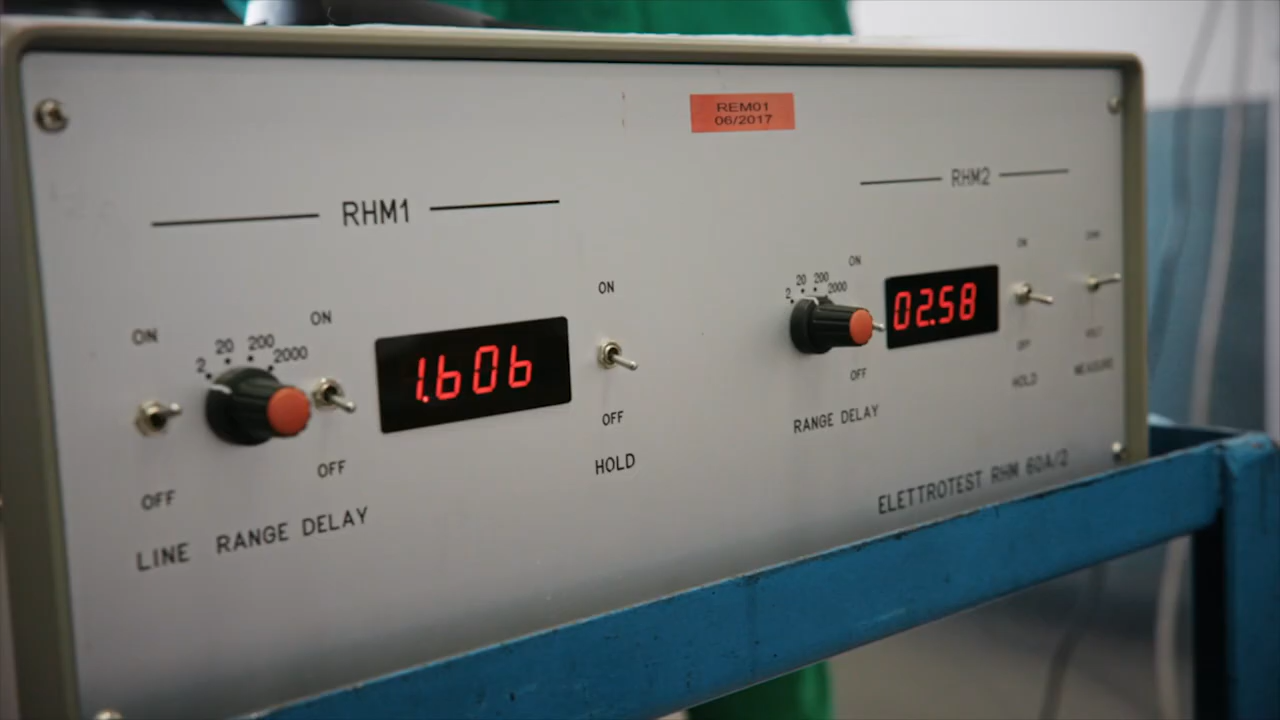 REM01
06/2017
RHM1
RHM2
ON
2 20 200 2000
ON
1.606
ON
2 20 200 2000
ON
02.58
ON
OFF
OFF
OFF
OFF
OFF
LINE
RANGE DELAY
HOLD
RANGE DELAY
HOLD
MEASURE
ELETTROTEST RHM 60A/2